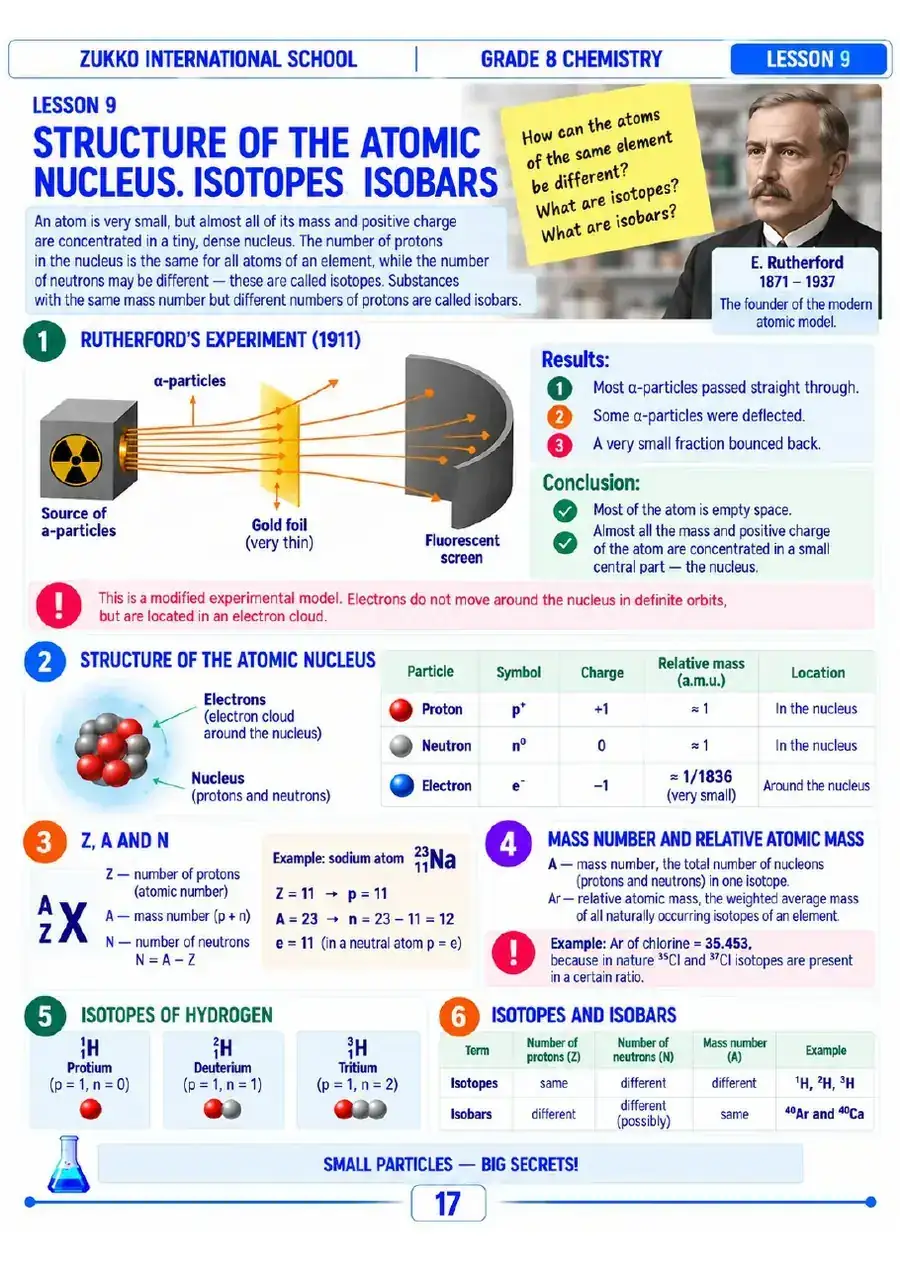 ZUKKO INTERNATIONAL SCHOOL
GRADE 8 CHEMISTRY
LESSON 9
LESSON 9
STRUCTURE OF THE ATOMIC
NUCLEUS. ISOTOPES ISOBARS
How can the atoms
of the same element
be different?
What are isotopes?
What are isobars?
An atom is very small, but almost all of its mass and positive charge
are concentrated in a tiny, dense nucleus. The number of protons
in the nucleus is the same for all atoms of an element, while the number
of neutrons may be different — these are called isotopes. Substances
with the same mass number but different numbers of protons are called isobars.
E. Rutherford
1871 – 1937
The founder of the modern
atomic model.
1 RUTHERFORD'S EXPERIMENT (1911)
α-particles
Source of
a-particles
Gold foil
(very thin)
Fluorescent
screen
Results:
1 Most α-particles passed straight through.
2 Some α-particles were deflected.
3 A very small fraction bounced back.
Conclusion:
Most of the atom is empty space.
Almost all the mass and positive charge
of the atom are concentrated in a small
central part — the nucleus.
! This is a modified experimental model. Electrons do not move around the nucleus in definite orbits,
but are located in an electron cloud.
2 STRUCTURE OF THE ATOMIC NUCLEUS
Electrons
(electron cloud
around the nucleus)
Nucleus
(protons and neutrons)
Particle Symbol Charge Relative mass (a.m.u.) Location
Proton p⁺ +1 ≈ 1 In the nucleus
Neutron n⁰ 0 ≈ 1 In the nucleus
Electron e⁻ −1 ≈ 1/1836 (very small) Around the nucleus
3 Z, A AND N
A
Z X
Z — number of protons
(atomic number)
A — mass number (p + n)
N — number of neutrons
N = A − Z
Example: sodium atom ²³₁₁Na
Z = 11 → p = 11
A = 23 → n = 23 − 11 = 12
e = 11 (in a neutral atom p = e)
4 MASS NUMBER AND RELATIVE ATOMIC MASS
A — mass number, the total number of nucleons
(protons and neutrons) in one isotope.
Ar — relative atomic mass, the weighted average mass
of all naturally occurring isotopes of an element.
! Example: Ar of chlorine = 35.453,
because in nature ³⁵Cl and ³⁷Cl isotopes are present
in a certain ratio.
5 ISOTOPES OF HYDROGEN
¹₁H
Protium
(p = 1, n = 0)
²₁H
Deuterium
(p = 1, n = 1)
³₁H
Tritium
(p = 1, n = 2)
6 ISOTOPES AND ISOBARS
Term Number of protons (Z) Number of neutrons (N) Mass number (A) Example
Isotopes same different different ¹H, ²H, ³H
Isobars different different (possibly) same ⁴⁰Ar and ⁴⁰Ca
SMALL PARTICLES — BIG SECRETS!
17